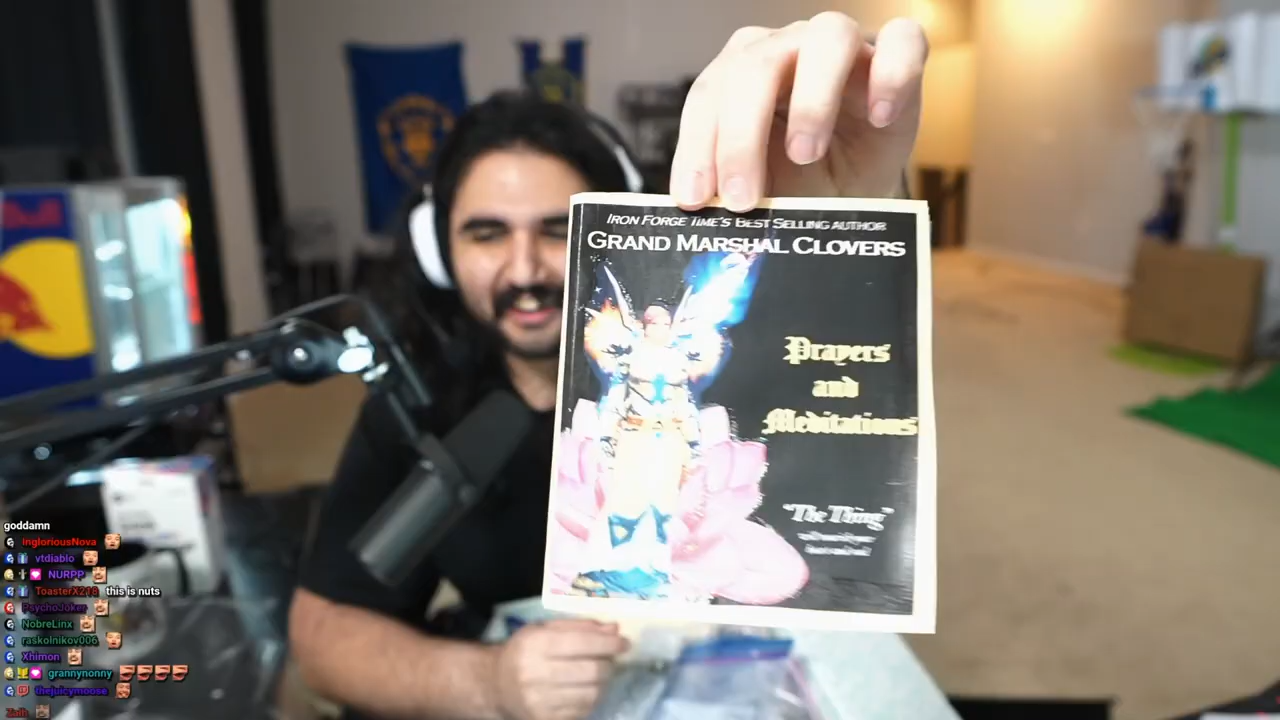 IRON FORGE TIME'S BEST SELLING AUTHOR
GRAND MARSHAL CLOVERS
Prayers
and
Meditations
"The Thing"
goddamn
IngloriousNova
vtdiablo
NURPP
ToasterX218 this is nuts
PsychoJoker
NobreLinx
raskolnikov006
Xhimon
grannynonny
thejuicymoose